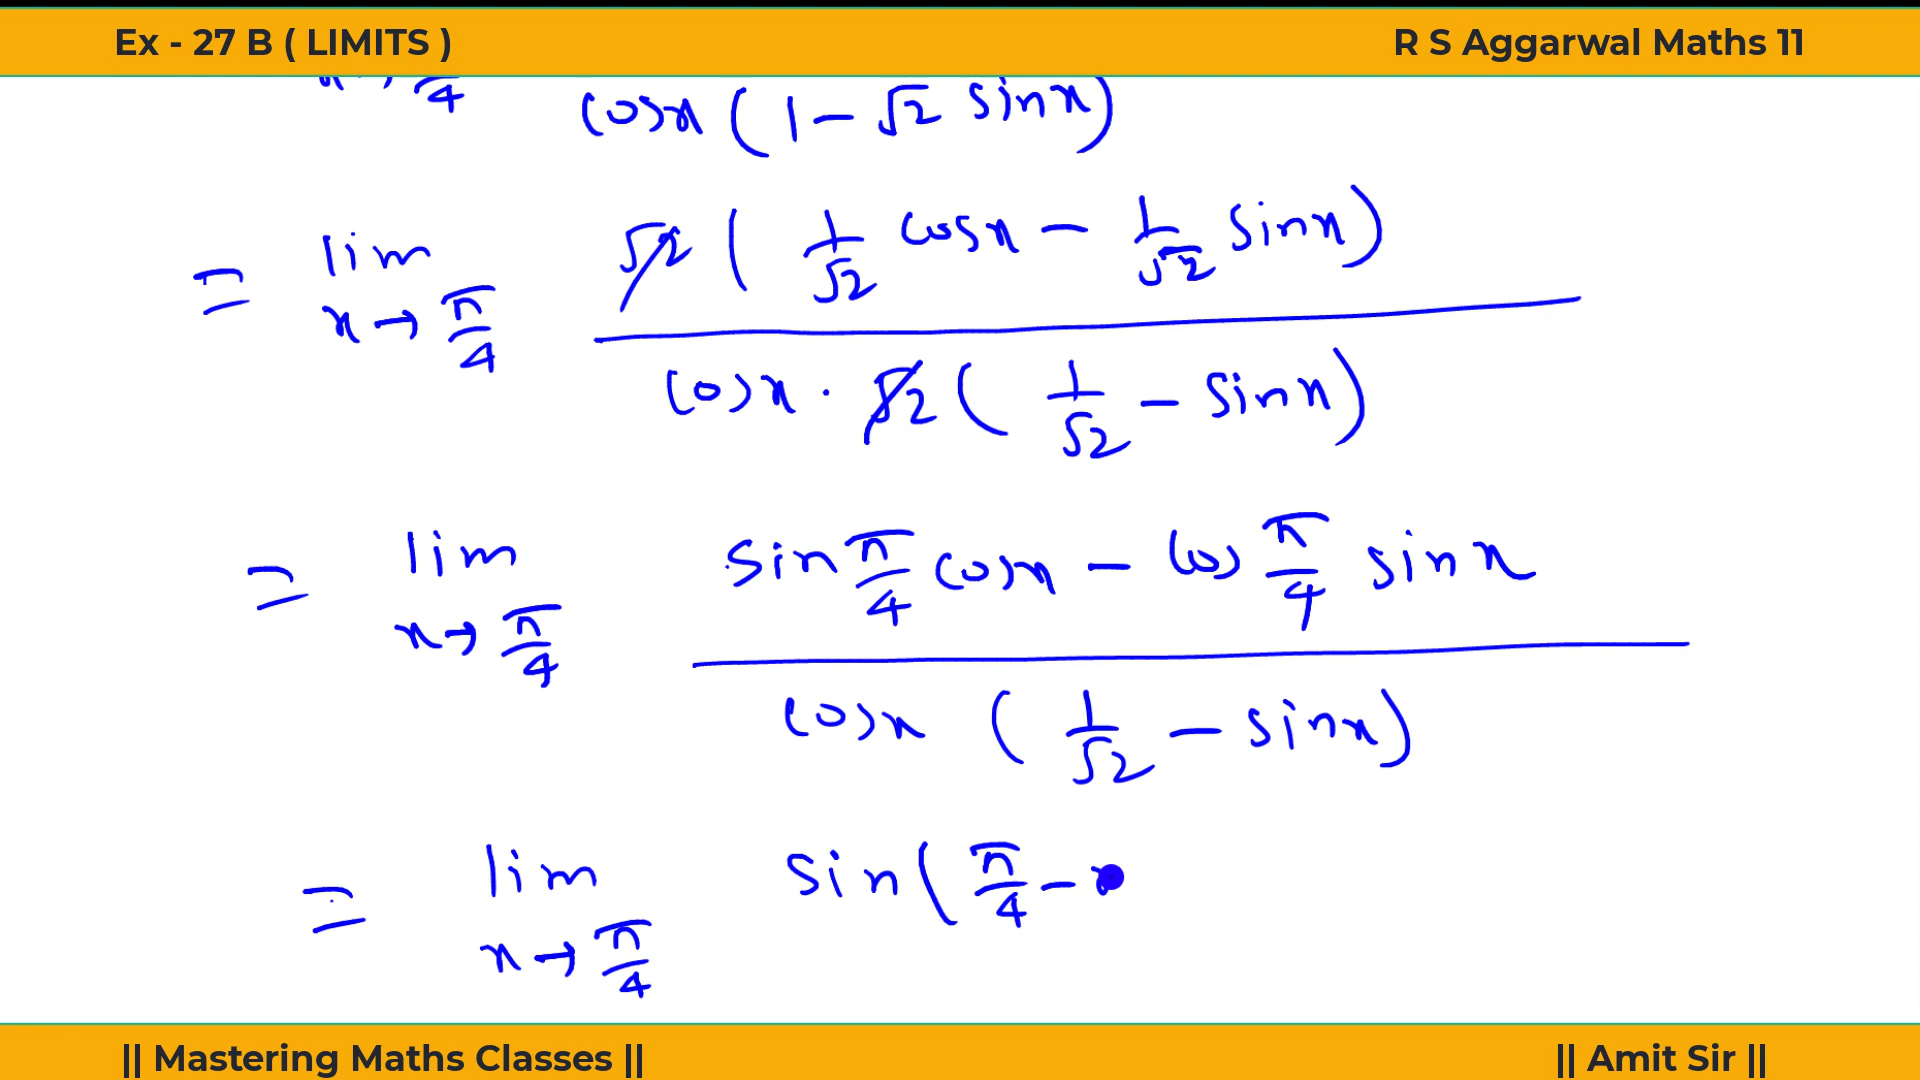 Ex - 27 B ( LIMITS )
R S Aggarwal Maths 11
π/4 cosx (1 - √2 sinx)
= lim x→π/4 √2 ( 1/√2 cosx - 1/√2 sinx) / cosx · √2 ( 1/√2 - sinx)
= lim x→π/4 sin π/4 cosx - cos π/4 sinx / cosx ( 1/√2 - sinx)
= lim x→π/4 sin( π/4 -
|| Mastering Maths Classes ||
|| Amit Sir ||